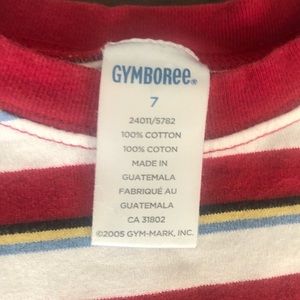 GYMBOREE®
7
24011/5782
100% COTTON
100% COTON
MADE IN
GUATEMALA
FABRIQUÉ AU
GUATEMALA
CA 31802
©2005 GYM-MARK, INC.